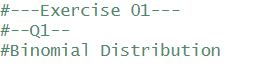 #---Exercise 01---
#--Q1--
#Binomial Distribution